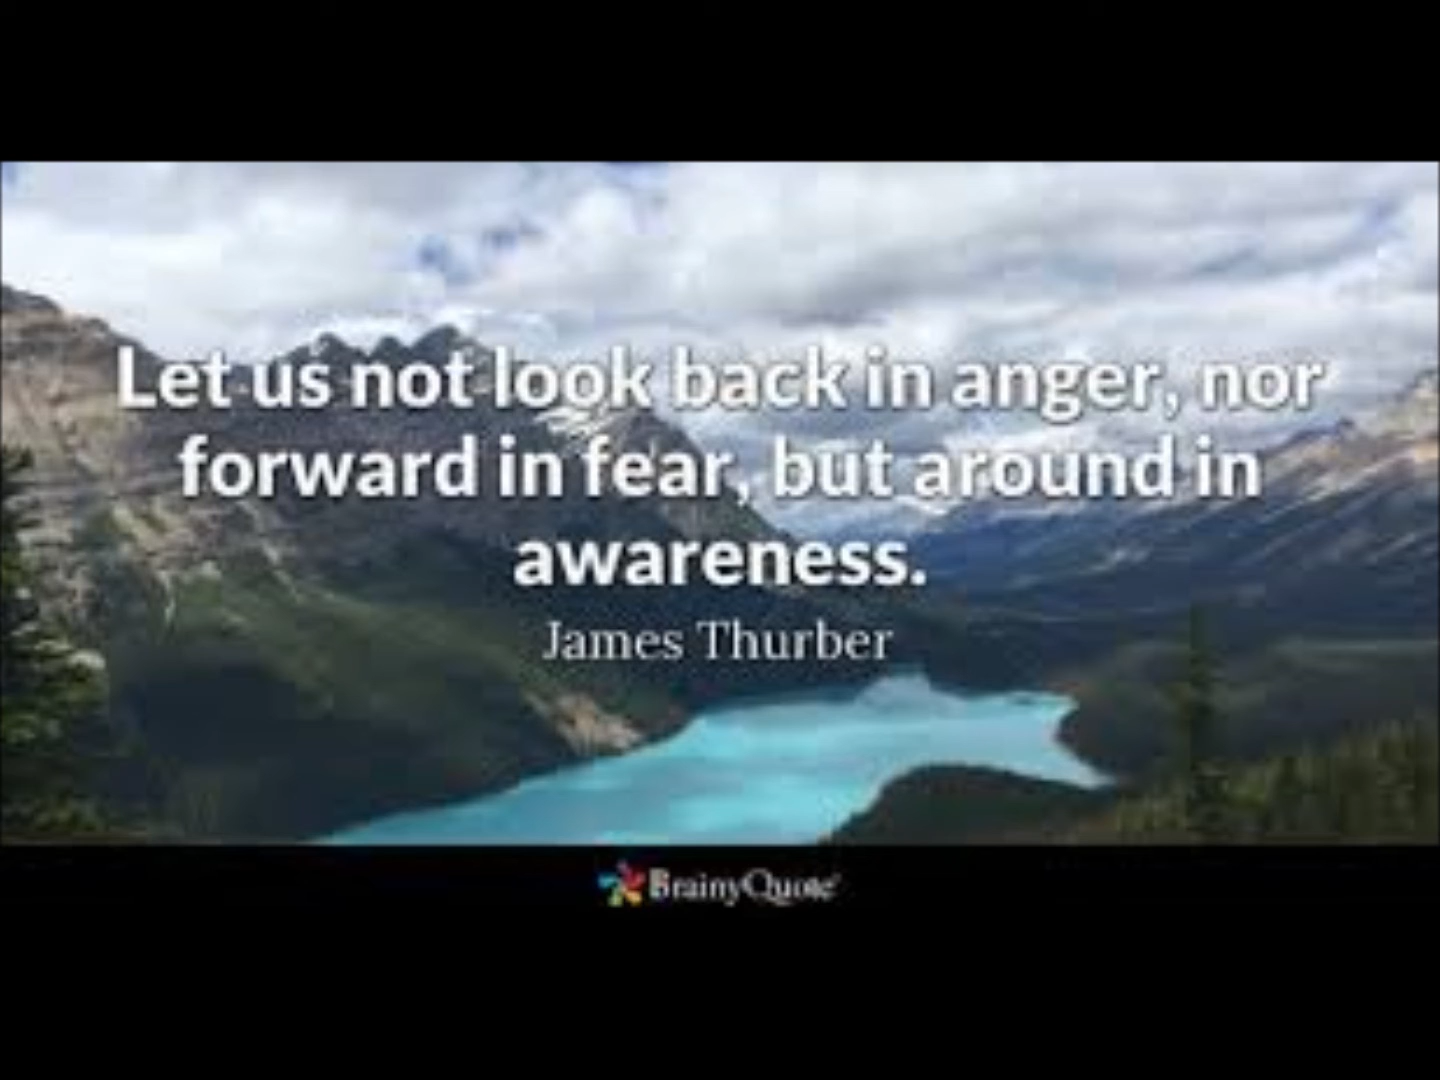 Let us not look back in anger, nor
forward in fear, but around in
awareness.
James Thurber
BrainyQuote®